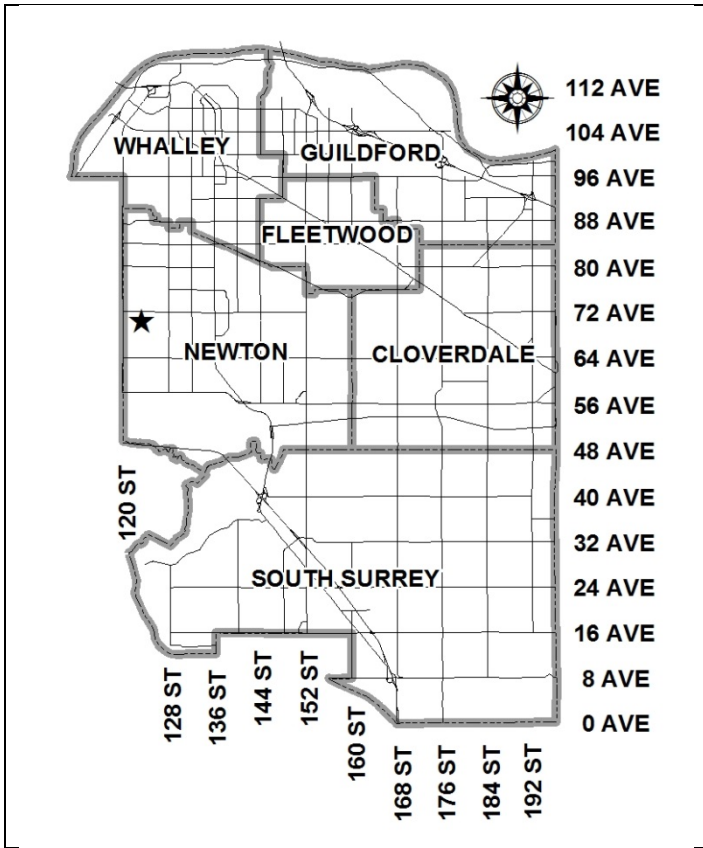 112 AVE
104 AVE
WHALLEY
GUILDFORD
96 AVE
88 AVE
FLEETWOOD
80 AVE
72 AVE
NEWTON
CLOVERDALE
64 AVE
56 AVE
48 AVE
120 ST
40 AVE
32 AVE
SOUTH SURREY
24 AVE
16 AVE
8 AVE
0 AVE
128 ST
136 ST
144 ST
152 ST
160 ST
168 ST
176 ST
184 ST
192 ST